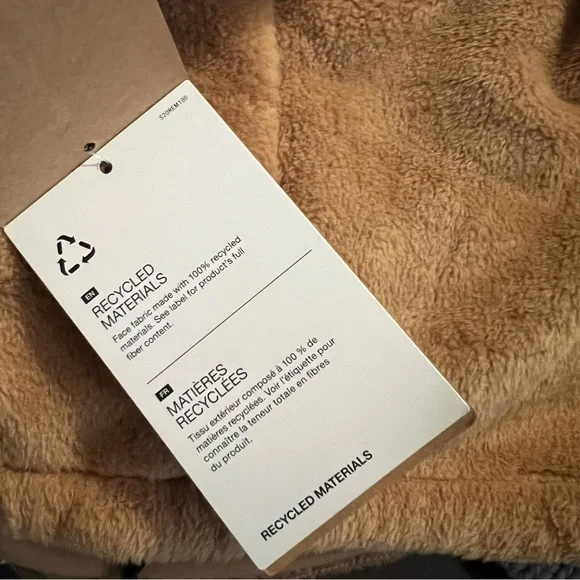 S20REM100
EN
RECYCLED
MATERIALS
Face fabric made with 100% recycled
materials. See label for product's full
fiber content.
FR
MATIÈRES
RECYCLÉES
Tissu extérieur composé à 100 % de
matières recyclées. Voir l'étiquette pour
connaître la teneur totale en fibres
du produit.
RECYCLED MATERIALS